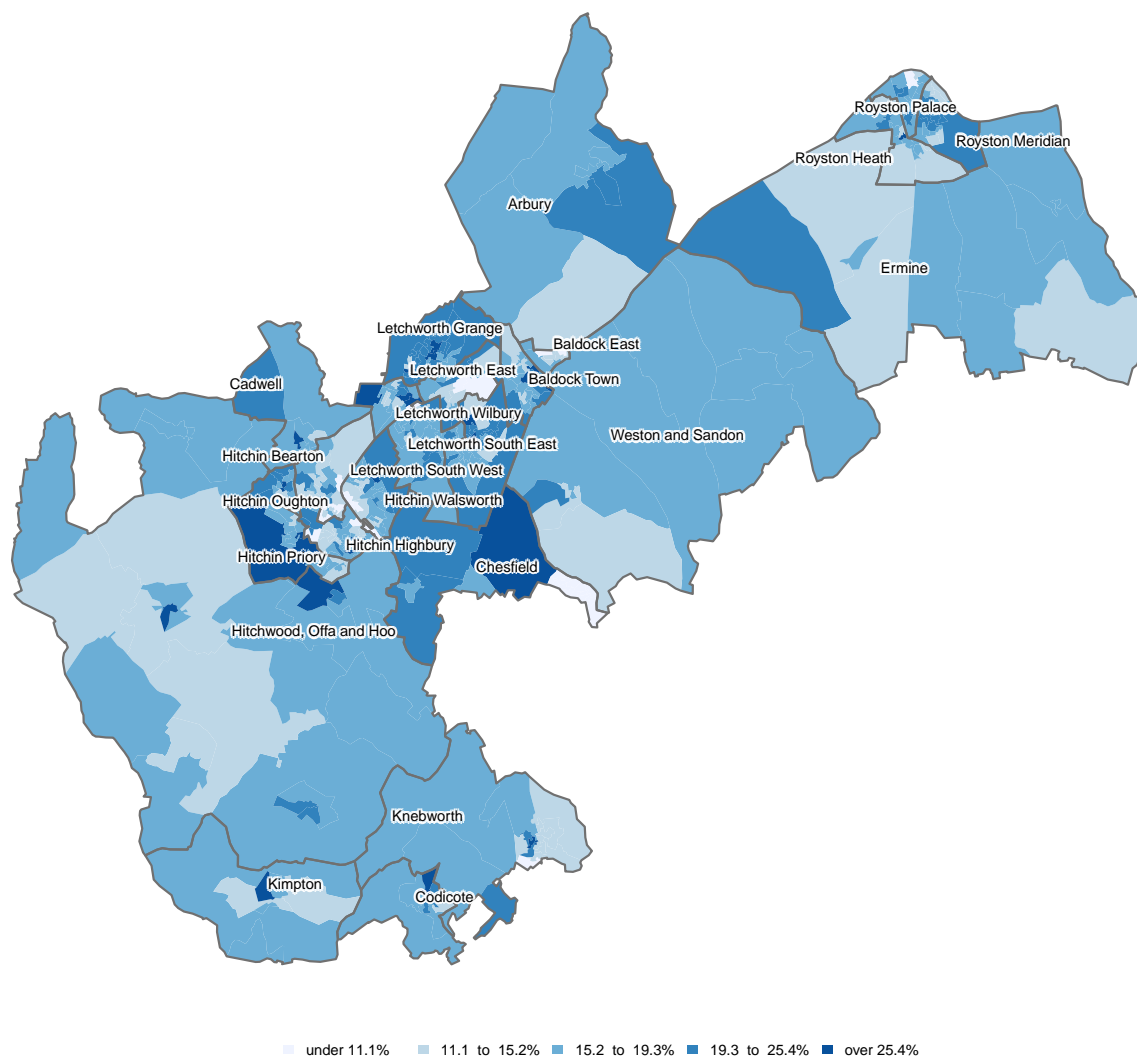 Royston Palace
Royston Meridian
Royston Heath
Arbury
Ermine
Letchworth Grange
Baldock East
Letchworth East
Baldock Town
Cadwell
Letchworth Wilbury
Weston and Sandon
Letchworth South East
Hitchin Bearton
Letchworth South West
Hitchin Oughton
Hitchin Walsworth
Hitchin Highbury
Hitchin Priory
Chesfield
Hitchwood, Offa and Hoo
Knebworth
Kimpton
Codicote
under 11.1% 11.1 to 15.2% 15.2 to 19.3% 19.3 to 25.4% over 25.4%